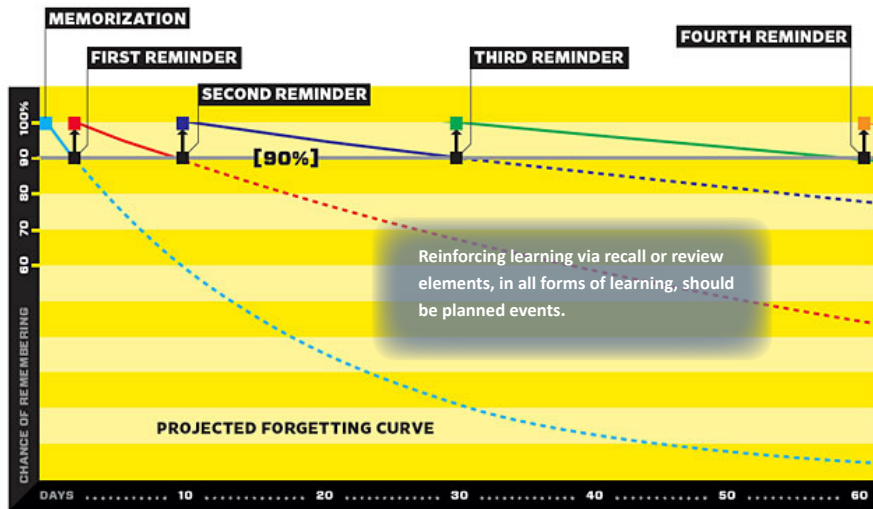 MEMORIZATION
FIRST REMINDER
SECOND REMINDER
THIRD REMINDER
FOURTH REMINDER
100%
90
80
70
60
CHANCE OF REMEMBERING
[90%]
Reinforcing learning via recall or review
elements, in all forms of learning, should
be planned events.
PROJECTED FORGETTING CURVE
DAYS ............. 10 ............. 20 ............. 30 ............. 40 ............. 50 ............. 60